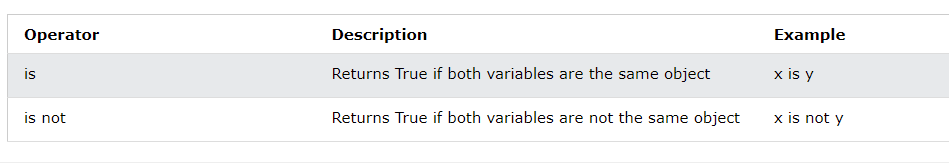 Operator Description Example
is Returns True if both variables are the same object x is y
is not Returns True if both variables are not the same object x is not y